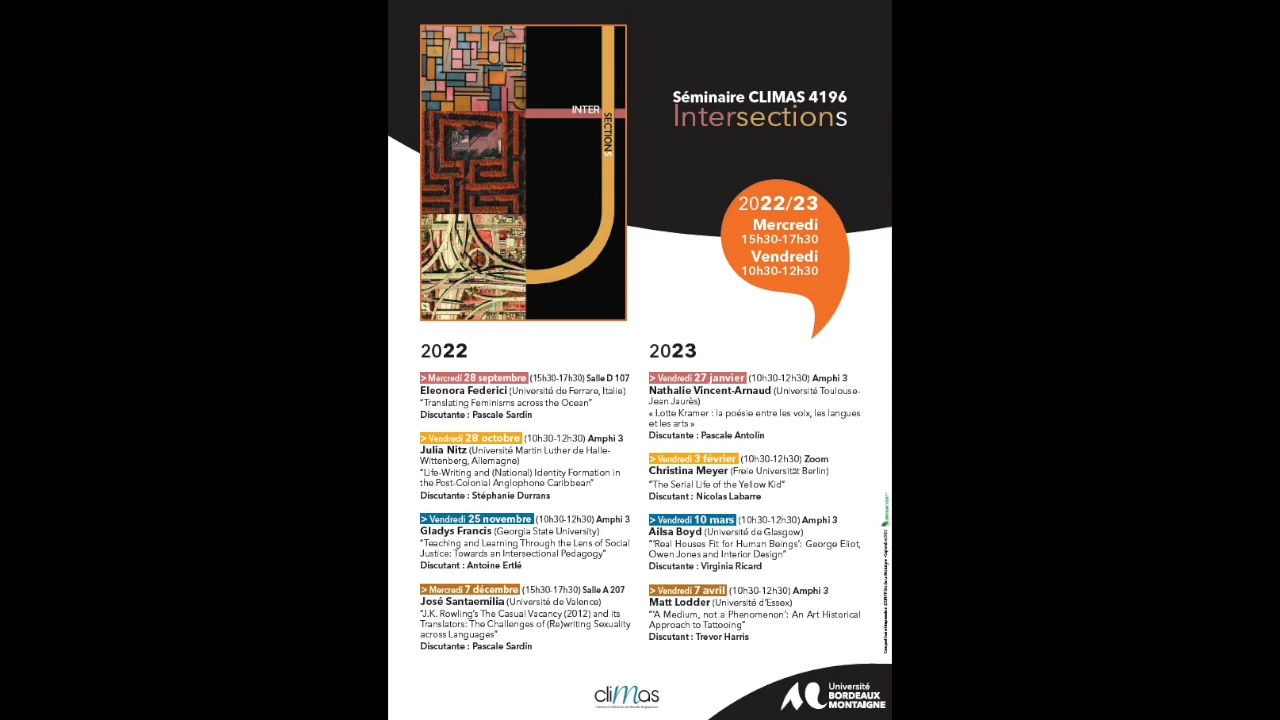 INTER
SECTIONS
Séminaire CLIMAS 4196
Intersections
2022/23
Mercredi
15h30-17h30
Vendredi
10h30-12h30
2022
> Mercredi 28 septembre (15h30-17h30) Salle D 107
Eleonora Federici (Université de Ferrare, Italie)
“Translating Feminisms across the Ocean”
Discutante : Pascale Sardin
> Vendredi 28 octobre (10h30-12h30) Amphi 3
Julia Nitz (Université Martin Luther de Halle-
Wittenberg, Allemagne)
“Life-Writing and (National) Identity Formation in
the Post-Colonial Anglophone Caribbean”
Discutante : Stéphanie Durrans
> Vendredi 25 novembre (10h30-12h30) Amphi 3
Gladys Francis (Georgia State University)
“Teaching and Learning Through the Lens of Social
Justice: Towards an Intersectional Pedagogy”
Discutant : Antoine Ertlé
> Mercredi 7 décembre (15h30-17h30) Salle A 207
José Santaemilia (Université de Valence)
“J.K. Rowling’s The Casual Vacancy (2012) and its
Translators: The Challenges of (Re)writing Sexuality
across Languages”
Discutante : Pascale Sardin
2023
> Vendredi 27 janvier (10h30-12h30) Amphi 3
Nathalie Vincent-Arnaud (Université Toulouse-
Jean Jaurès)
« Lotte Kramer : la poésie entre les voix, les langues
et les arts »
Discutante : Pascale Antolin
> Vendredi 3 février (10h30-12h30) Zoom
Christina Meyer (Freie Universität Berlin)
“The Serial Life of the Yellow Kid”
Discutant : Nicolas Labarre
> Vendredi 10 mars (10h30-12h30) Amphi 3
Ailsa Boyd (Université de Glasgow)
“‘Real Houses Fit for Human Beings’: George Eliot,
Owen Jones and Interior Design”
Discutante : Virginia Ricard
> Vendredi 7 avril (10h30-12h30) Amphi 3
Matt Lodder (Université d’Essex)
“‘A Medium, not a Phenomenon’: An Art Historical
Approach to Tattooing”
Discutant : Trevor Harris
cliMas
Université
BORDEAUX
MONTAIGNE